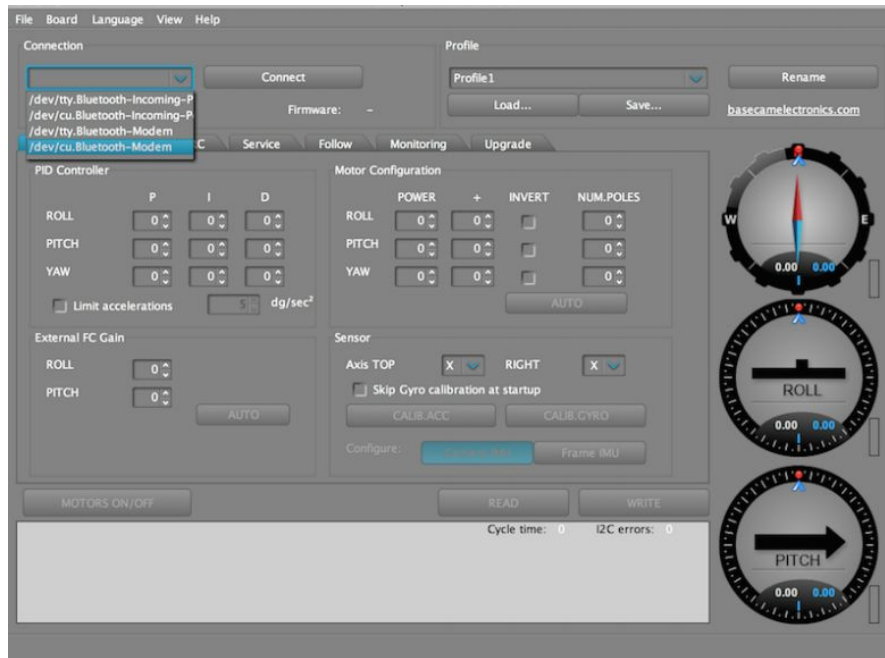 File Board Language View Help
Connection
Profile
Connect
Profile1
Rename
/dev/tty.Bluetooth-Incoming-P
/dev/cu.Bluetooth-Incoming-P
/dev/tty.Bluetooth-Modem
/dev/cu.Bluetooth-Modem
Firmware: -
Load... Save...
basecamelectronics.com
C Service Follow Monitoring Upgrade
PID Controller
P I D
ROLL 0 0 0
PITCH 0 0 0
YAW 0 0 0
Limit accelerations 5 dg/sec²
Motor Configuration
POWER + INVERT NUM.POLES
ROLL 0 0 0
PITCH 0 0 0
YAW 0 0 0
AUTO
External FC Gain
ROLL 0
PITCH 0
AUTO
Sensor
Axis TOP X RIGHT X
Skip Gyro calibration at startup
CALIB.ACC CALIB.GYRO
Configure: Frame IMU
MOTORS ON/OFF READ WRITE
Cycle time: 0 I2C errors: 0
W E
0.00 0.00
ROLL
0.00 0.00
PITCH
0.00 0.00